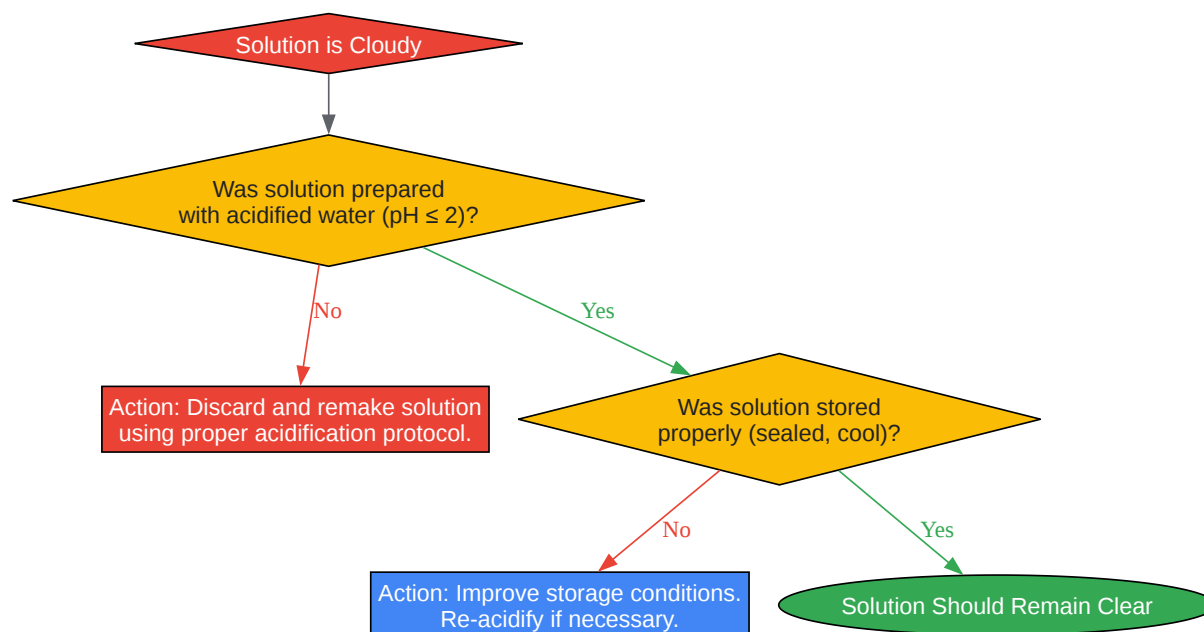 Solution is Cloudy
Was solution prepared
with acidified water (pH ≤ 2)?
No
Yes
Action: Discard and remake solution
using proper acidification protocol.
Was solution stored
properly (sealed, cool)?
No
Yes
Action: Improve storage conditions.
Re-acidify if necessary.
Solution Should Remain Clear